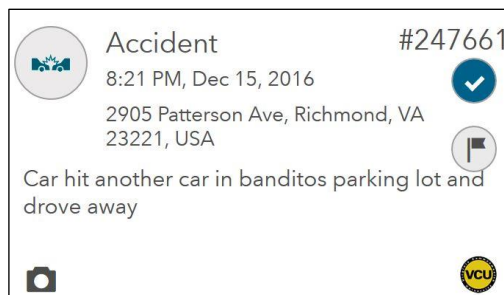 Accident
#247661
8:21 PM, Dec 15, 2016
2905 Patterson Ave, Richmond, VA
23221, USA
Car hit another car in banditos parking lot and
drove away
VCU